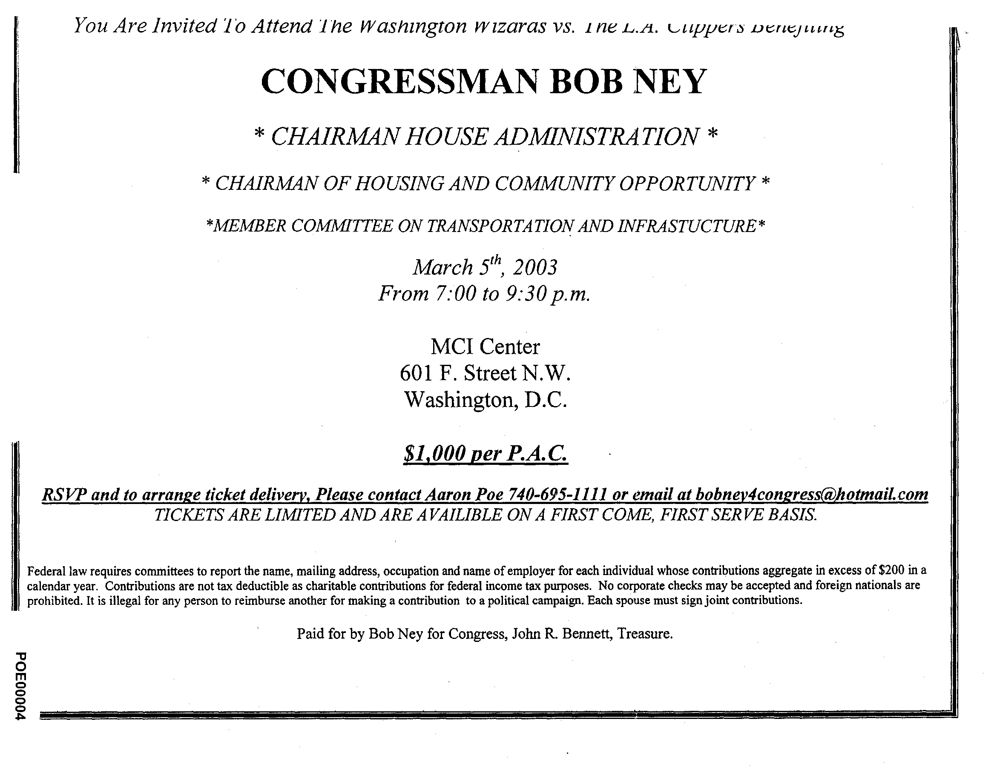 You Are Invited To Attend The Washington Wizards vs. The L.A. Clippers Benefitting
CONGRESSMAN BOB NEY
* CHAIRMAN HOUSE ADMINISTRATION *
* CHAIRMAN OF HOUSING AND COMMUNITY OPPORTUNITY *
*MEMBER COMMITTEE ON TRANSPORTATION AND INFRASTUCTURE*
March 5th, 2003
From 7:00 to 9:30 p.m.
MCI Center
601 F. Street N.W.
Washington, D.C.
$1,000 per P.A.C.
RSVP and to arrange ticket delivery, Please contact Aaron Poe 740-695-1111 or email at bobney4congress@hotmail.com
TICKETS ARE LIMITED AND ARE AVAILIBLE ON A FIRST COME, FIRST SERVE BASIS.
Federal law requires committees to report the name, mailing address, occupation and name of employer for each individual whose contributions aggregate in excess of $200 in a
calendar year. Contributions are not tax deductible as charitable contributions for federal income tax purposes. No corporate checks may be accepted and foreign nationals are
prohibited. It is illegal for any person to reimburse another for making a contribution to a political campaign. Each spouse must sign joint contributions.
Paid for by Bob Ney for Congress, John R. Bennett, Treasure.
POE00004